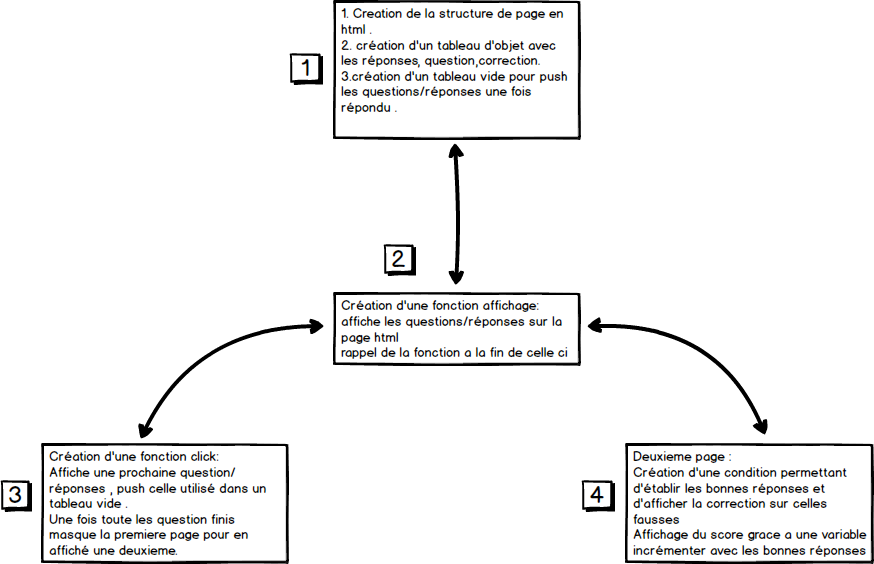 1
1. Creation de la structure de page en
html .
2. création d'un tableau d'objet avec
les réponses, question,correction.
3.création d'un tableau vide pour push
les questions/réponses une fois
répondu .
2
Création d'une fonction affichage:
affiche les questions/réponses sur la
page html
rappel de la fonction a la fin de celle ci
3
Création d'une fonction click:
Affiche une prochaine question/
réponses , push celle utilisé dans un
tableau vide .
Une fois toute les question finis
masque la premiere page pour en
affiché une deuxieme.
4
Deuxieme page :
Création d'une condition permettant
d'établir les bonnes réponses et
d'afficher la correction sur celles
fausses
Affichage du score grace a une variable
incrémenter avec les bonnes réponses